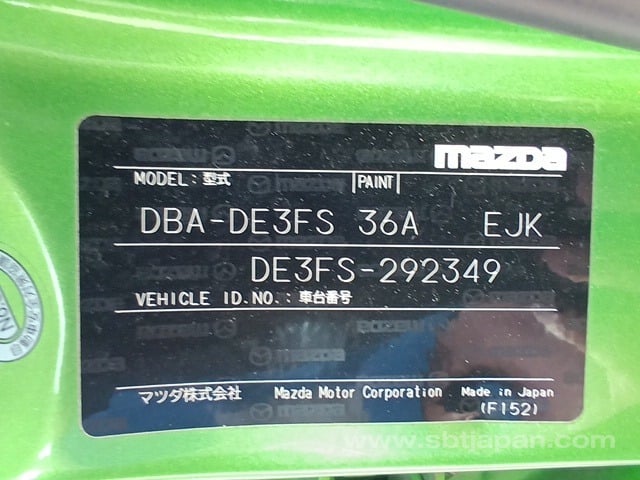 mazda
MODEL: 型式 PAINT
DBA-DE3FS 36A EJK
DE3FS-292349
VEHICLE ID.NO.: 車台番号
マツダ株式会社 Mazda Motor Corporation Made in Japan
(F152)
www.sbtjapan.com